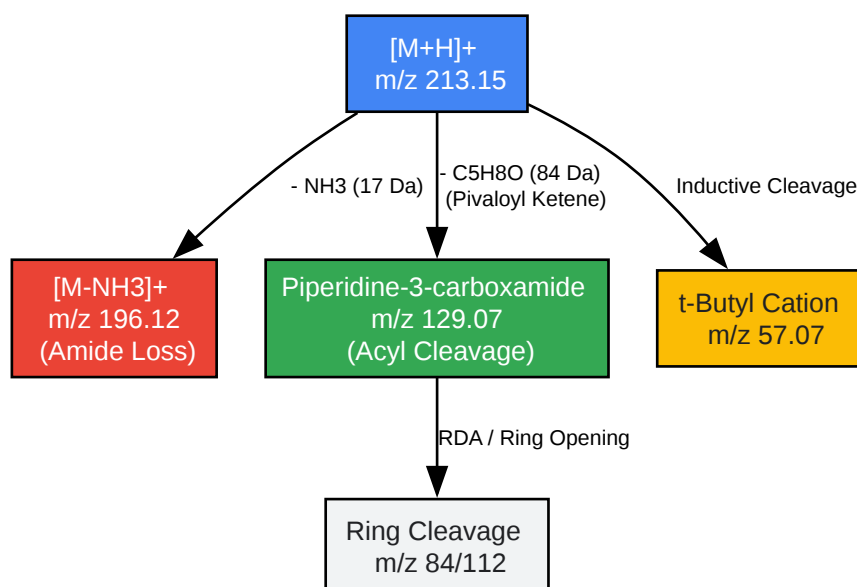 [M+H]+
m/z 213.15
- NH3 (17 Da)
- C5H8O (84 Da)
(Pivaloyl Ketene)
Inductive Cleavage
[M-NH3]+
m/z 196.12
(Amide Loss)
Piperidine-3-carboxamide
m/z 129.07
(Acyl Cleavage)
t-Butyl Cation
m/z 57.07
RDA / Ring Opening
Ring Cleavage
m/z 84/112